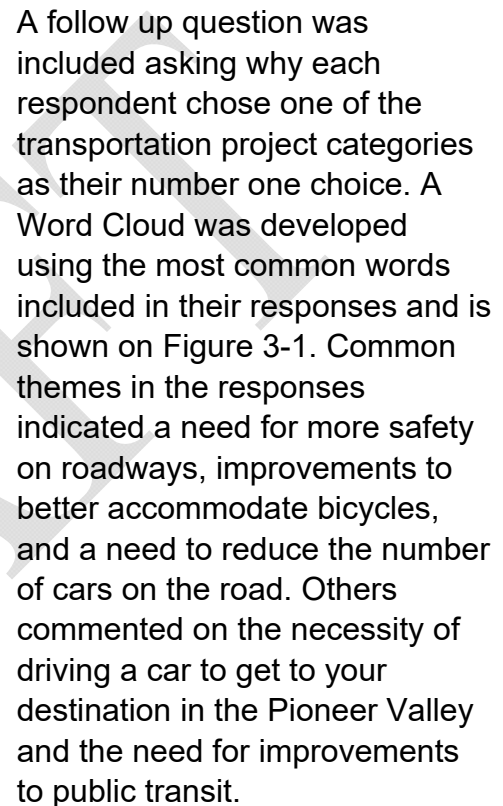 A follow up question was
included asking why each
respondent chose one of the
transportation project categories
as their number one choice. A
Word Cloud was developed
using the most common words
included in their responses and is
shown on Figure 3-1. Common
themes in the responses
indicated a need for more safety
on roadways, improvements to
better accommodate bicycles,
and a need to reduce the number
of cars on the road. Others
commented on the necessity of
driving a car to get to your
destination in the Pioneer Valley
and the need for improvements
to public transit.